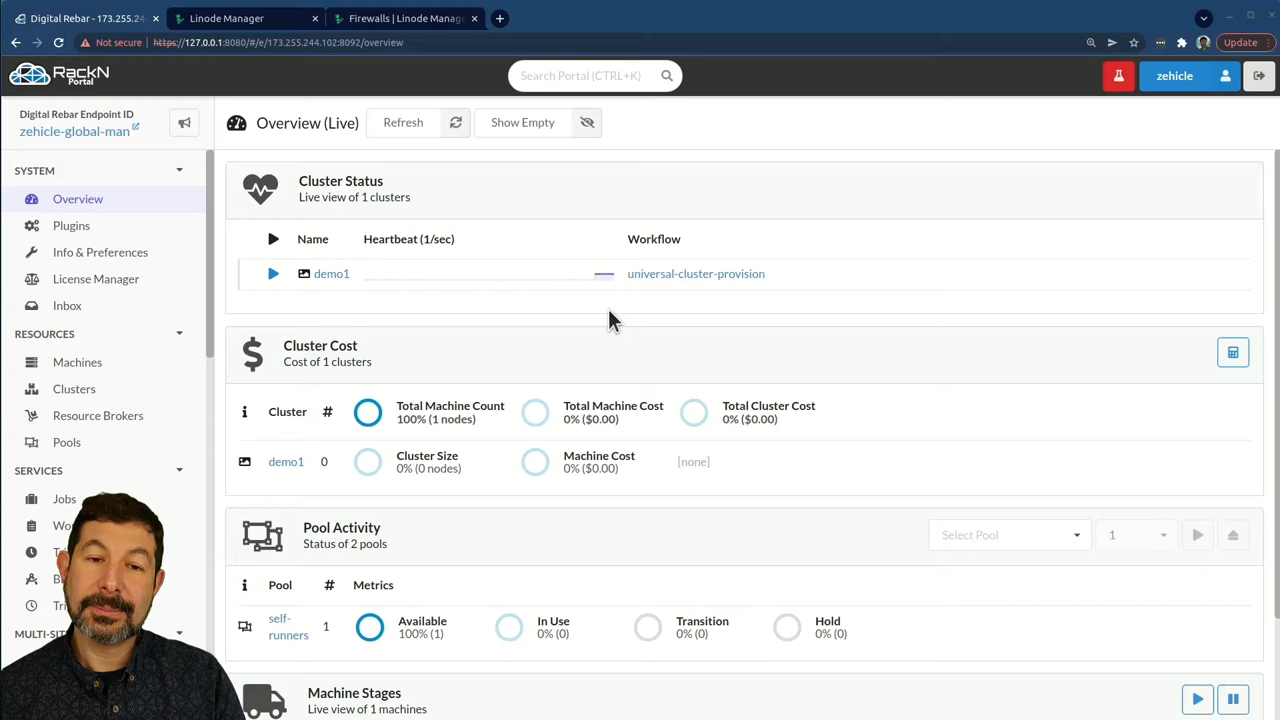 Digital Rebar - 173.255.24
Linode Manager
Firewalls | Linode Manag
Not secure
https://127.0.0.1:8080/#/e/173.255.244.102:8092/overview
Update
RackN
Portal
Search Portal (CTRL+K)
zehicle
Digital Rebar Endpoint ID
zehicle-global-man
Overview (Live)
Refresh
Show Empty
SYSTEM
Overview
Plugins
Info & Preferences
License Manager
Inbox
RESOURCES
Machines
Clusters
Resource Brokers
Pools
SERVICES
Jobs
Wo
Tri
B
Tri
MULTI-SIT
Cluster Status
Live view of 1 clusters
Name
Heartbeat (1/sec)
Workflow
demo1
universal-cluster-provision
Cluster Cost
Cost of 1 clusters
Cluster
#
Total Machine Count
100% (1 nodes)
Total Machine Cost
0% ($0.00)
Total Cluster Cost
0% ($0.00)
demo1
0
Cluster Size
0% (0 nodes)
Machine Cost
0% ($0.00)
[none]
Pool Activity
Status of 2 pools
Select Pool
1
Pool
#
Metrics
self-
runners
1
Available
100% (1)
In Use
0% (0)
Transition
0% (0)
Hold
0% (0)
Machine Stages
Live view of 1 machines